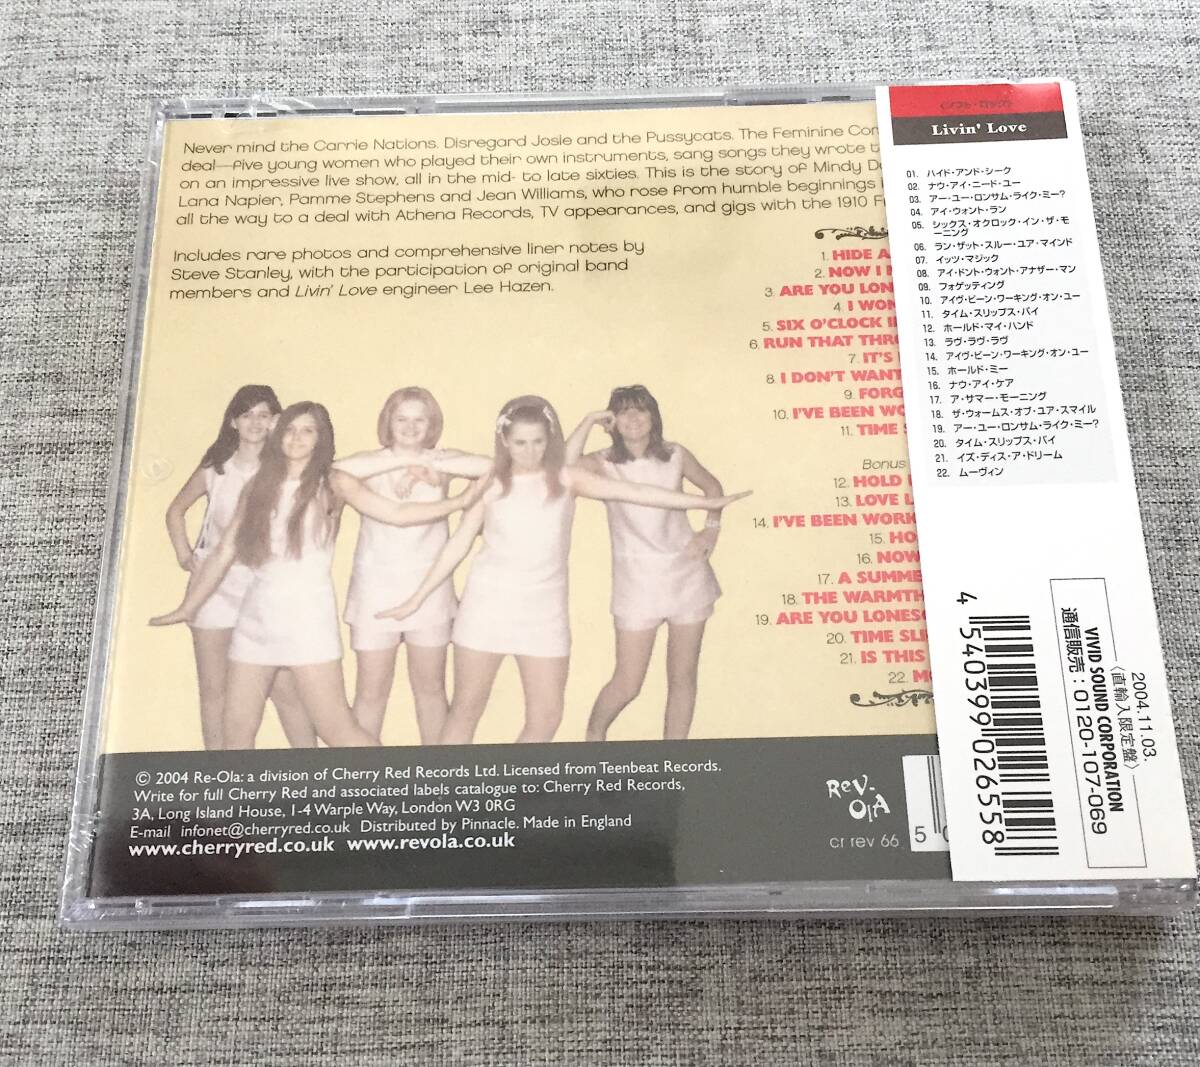 Never mind the Carrie Nations. Disregard Josie and the Pussycats. The Feminine Com
deal—five young women who played their own instruments, sang songs they wrote t
on an impressive live show, all in the mid- to late sixties. This is the story of Mindy D
Lana Napier, Pamme Stephens and Jean Williams, who rose from humble beginnings
all the way to a deal with Athena Records, TV appearances, and gigs with the 1910 F
Includes rare photos and comprehensive liner notes by
Steve Stanley, with the participation of original band
members and Livin' Love engineer Lee Hazen.
1. HIDE A
2. NOW I
3. ARE YOU LON
4. I WON
5. SIX O'CLOCK I
6. RUN THAT THR
7. IT'S
8. I DON'T WANT
9. FORG
10. I'VE BEEN WO
11. TIME S
Bonus
12. HOLD
13. LOVE L
14. I'VE BEEN WORK
15. HO
16. NOW
17. A SUMME
18. THE WARMTH
19. ARE YOU LONESO
20. TIME SLI
21. IS THIS
22. M
© 2004 Re-Ola: a division of Cherry Red Records Ltd. Licensed from Teenbeat Records.
Write for full Cherry Red and associated labels catalogue to: Cherry Red Records,
3A, Long Island House, 1-4 Warple Way, London W3 0RG
E-mail infonet@cherryred.co.uk Distributed by Pinnacle. Made in England
www.cherryred.co.uk www.revola.co.uk
ReV-
OlA
cr rev 66
5 0
〈ソフト・ロック〉
Livin' Love
01. ハイド・アンド・シーク
02. ナウ・アイ・ニード・ユー
03. アー・ユー・ロンサム・ライク・ミー?
04. アイ・ウォント・ラン
05. シックス・オクロック・イン・ザ・モ
ーニング
06. ラン・ザット・スルー・ユア・マインド
07. イッツ・マジック
08. アイ・ドント・ウォント・アナザー・マン
09. フォゲッティング
10. アイヴ・ビーン・ワーキング・オン・ユー
11. タイム・スリップス・バイ
12. ホールド・マイ・ハンド
13. ラヴ・ラヴ・ラヴ
14. アイヴ・ビーン・ワーキング・オン・ユー
15. ホールド・ミー
16. ナウ・アイ・ケア
17. ア・サマー・モーニング
18. ザ・ウォームス・オブ・ユア・スマイル
19. アー・ユー・ロンサム・ライク・ミー?
20. タイム・スリップス・バイ
21. イズ・ディス・ア・ドリーム
22. ムーヴィン
4 540399 026558
2004.11.03.
〈直輸入限定盤〉
VIVID SOUND CORPORATION
通信販売：0120-107-069